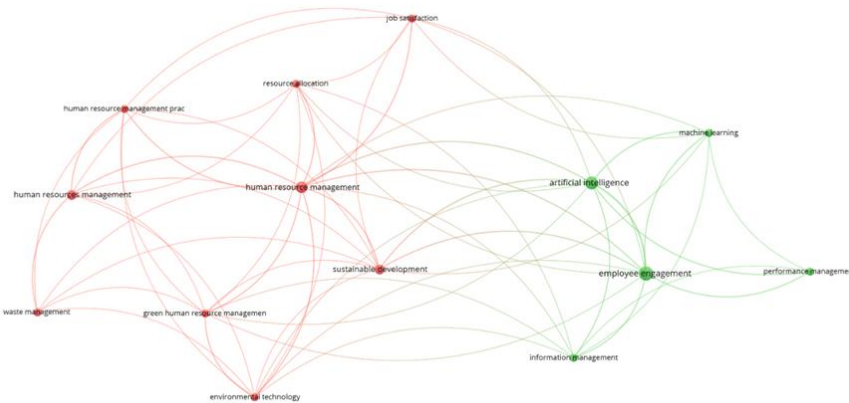 job satisfaction
resource allocation
human resource management prac
machine learning
artificial intelligence
human resource management
human resources management
sustainable development
employee engagement
performance manageme
waste management
green human resource managemen
information management
environmental technology